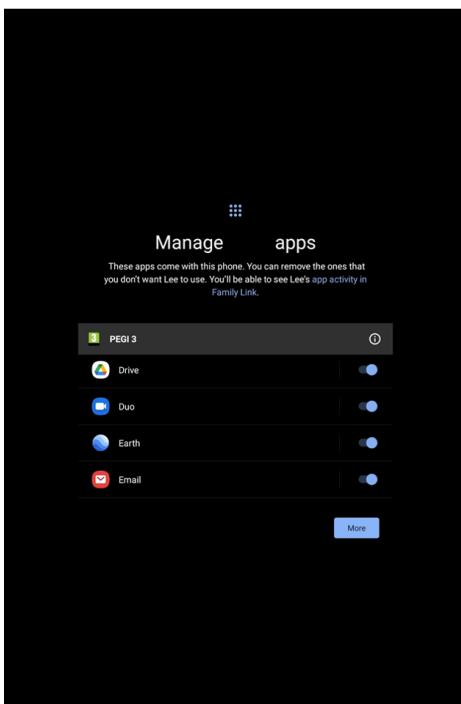 Manage apps
These apps come with this phone. You can remove the ones that
you don't want Lee to use. You'll be able to see Lee's app activity in
Family Link.
3 PEGI 3
Drive
Duo
Earth
Email
More